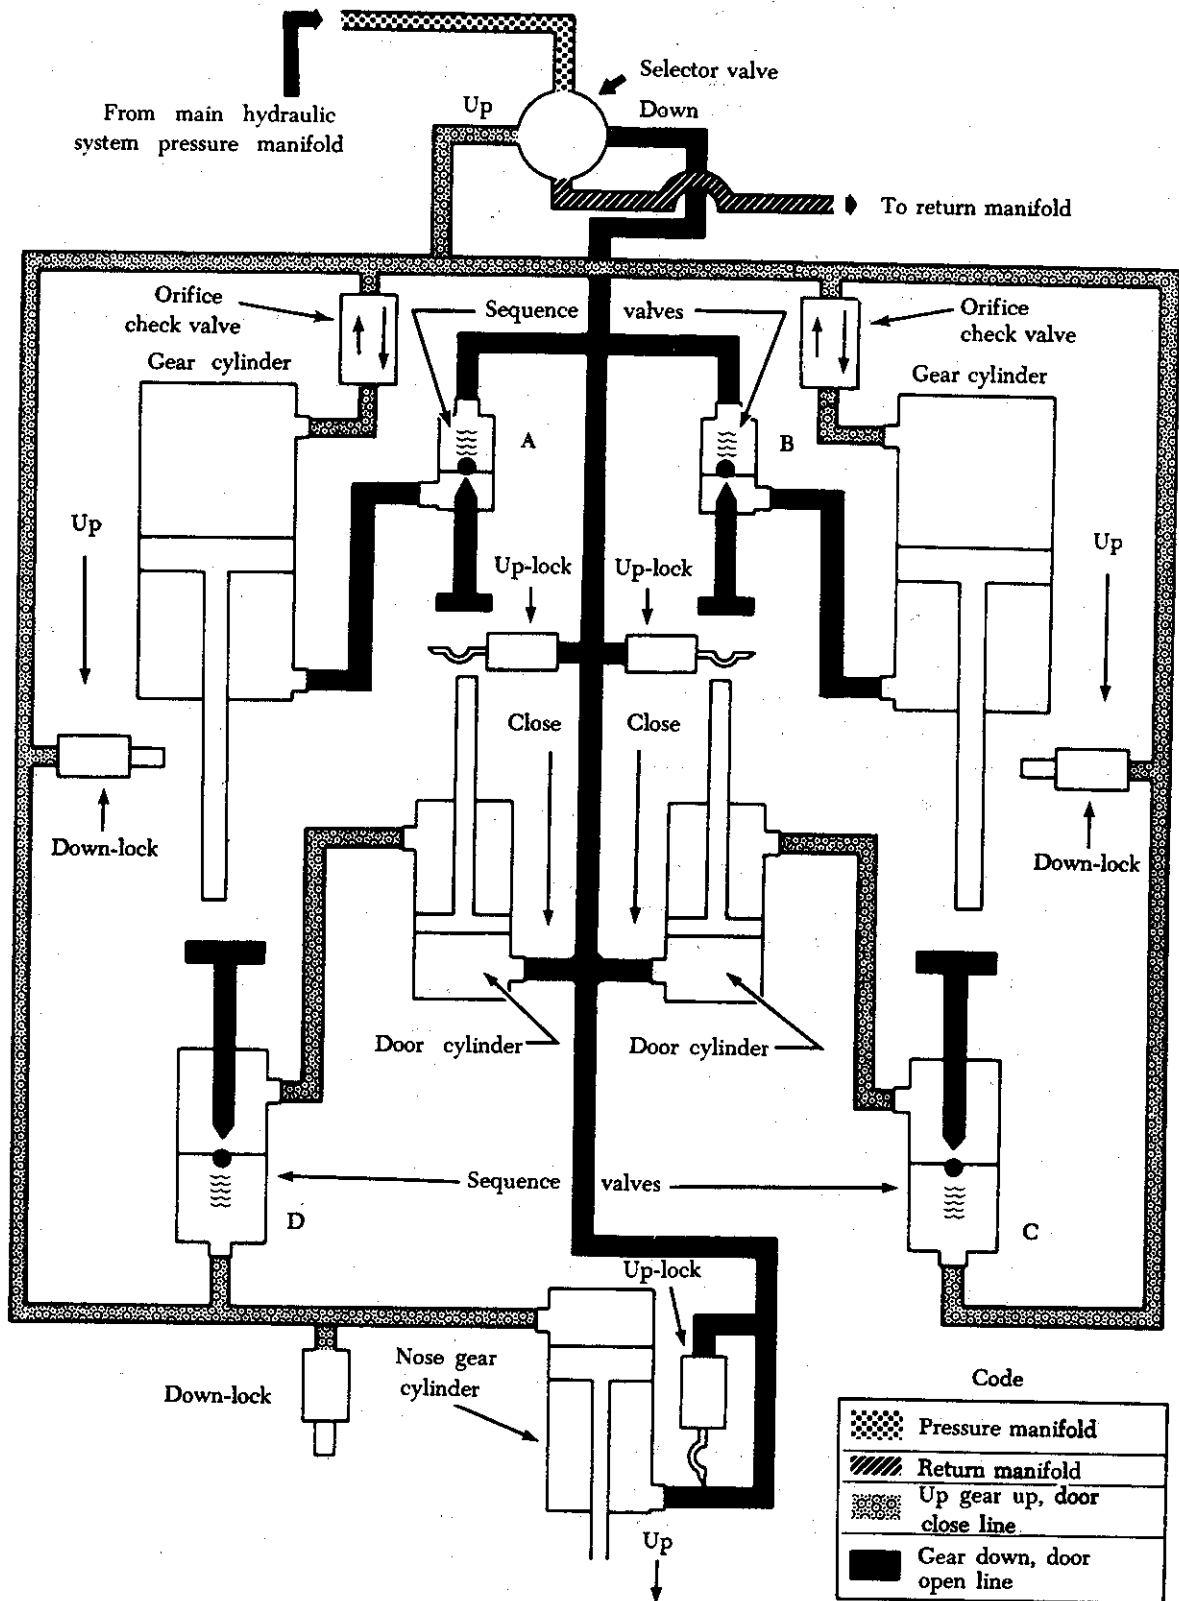 Selector valve
Up
Down
From main hydraulic
system pressure manifold
To return manifold
Orifice
check valve
Sequence valves
Orifice
check valve
Gear cylinder
Gear cylinder
A
B
Up
Up
Up-lock
Up-lock
Close
Close
Down-lock
Down-lock
Door cylinder
Door cylinder
Sequence valves
D
C
Up-lock
Nose gear
cylinder
Down-lock
Up
Code
Pressure manifold
Return manifold
Up gear up, door
close line
Gear down, door
open line